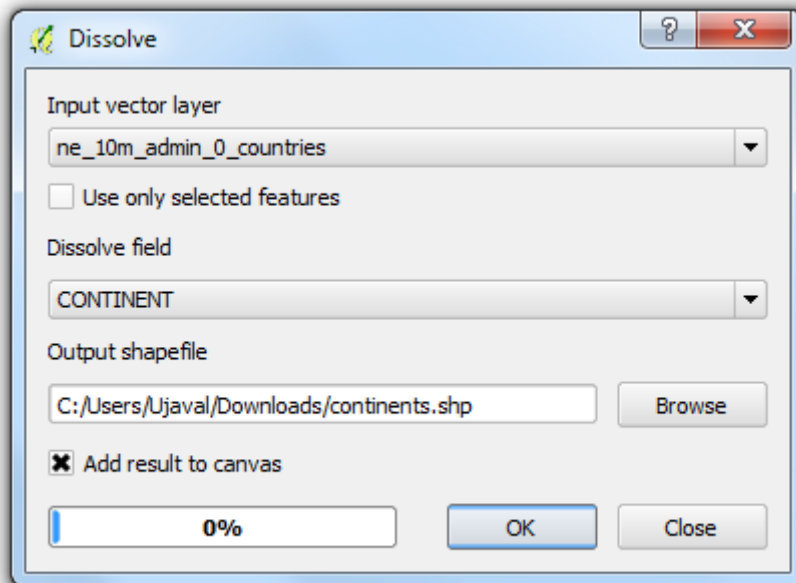 Dissolve
Input vector layer
ne_10m_admin_0_countries
Use only selected features
Dissolve field
CONTINENT
Output shapefile
C:/Users/Ujaval/Downloads/continents.shp Browse
Add result to canvas
0% OK Close